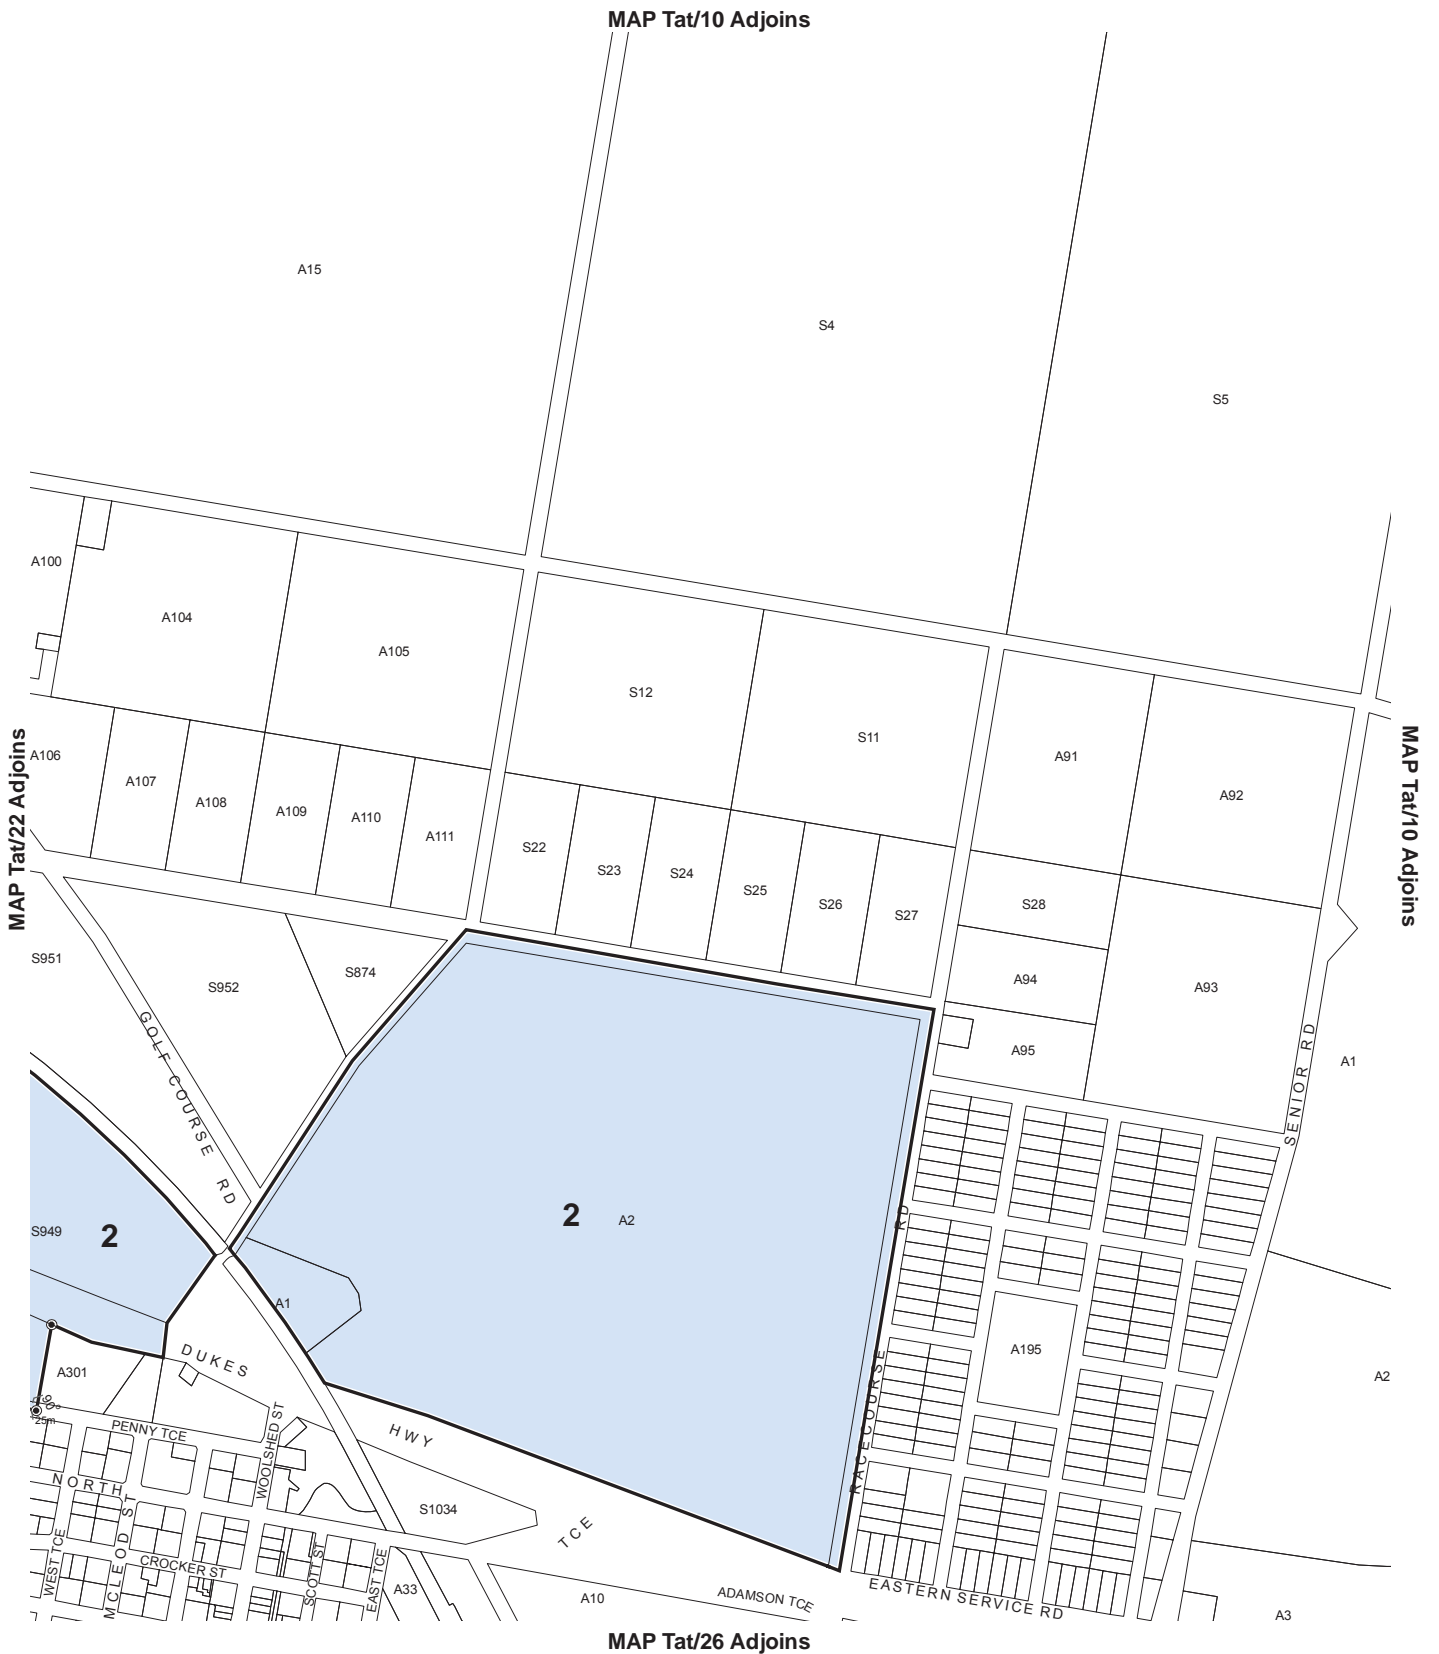 MAP Tat/10 Adjoins
A15
S4
S5
A100
A104
A105
S12
S11
A91
A92
MAP Tat/22 Adjoins
MAP Tat/10 Adjoins
A106
A107
A108
A109
A110
A111
S22
S23
S24
S25
S26
S27
S28
S951
S952
S874
A94
A93
A95
A1
GOLF COURSE RD
SENIOR RD
S949
2
2
A2
RD
A1
A195
A2
DUKES
A301
90°
25m
PENNY TCE
WOOLSHED ST
HWY
RACECOURSE
NORTH
S1034
TCE
WEST TCE
MCLEOD ST
CROCKER ST
SCOTT ST
EAST TCE
A33
A10
ADAMSON TCE
EASTERN SERVICE RD
A3
MAP Tat/26 Adjoins